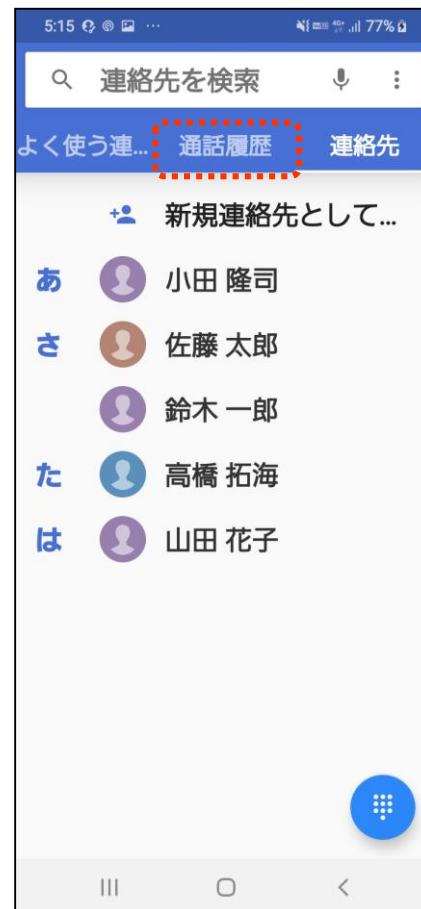 5:15 77%
連絡先を検索
よく使う連... 通話履歴 連絡先
新規連絡先として...
あ 小田 隆司
さ 佐藤 太郎
鈴木 一郎
た 高橋 拓海
は 山田 花子